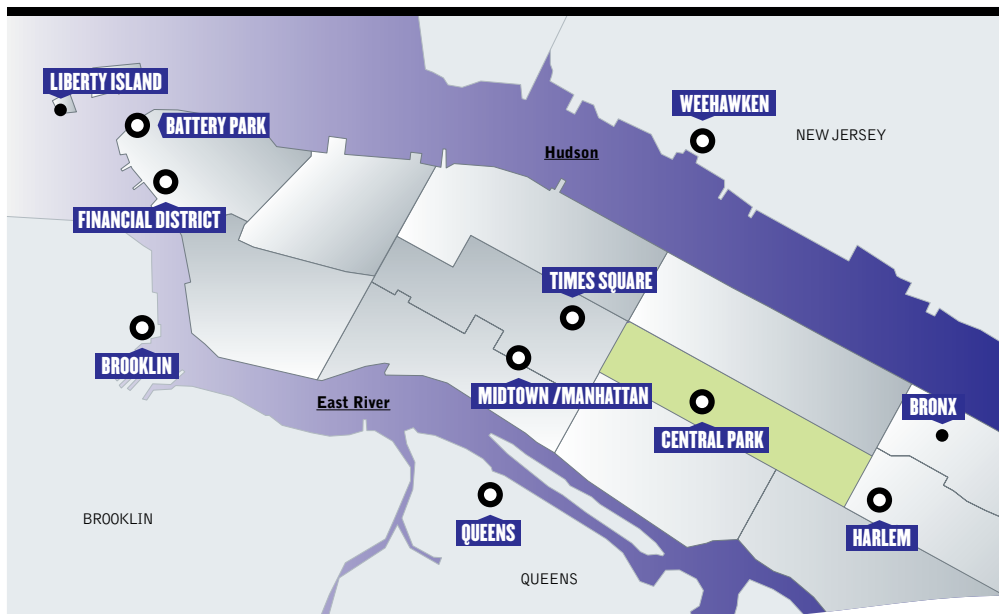 LIBERTY ISLAND
WEEHAWKEN
BATTERY PARK
NEW JERSEY
Hudson
FINANCIAL DISTRICT
TIMES SQUARE
BROOKLIN
MIDTOWN /MANHATTAN
East River
BRONX
CENTRAL PARK
BROOKLIN
QUEENS
HARLEM
QUEENS